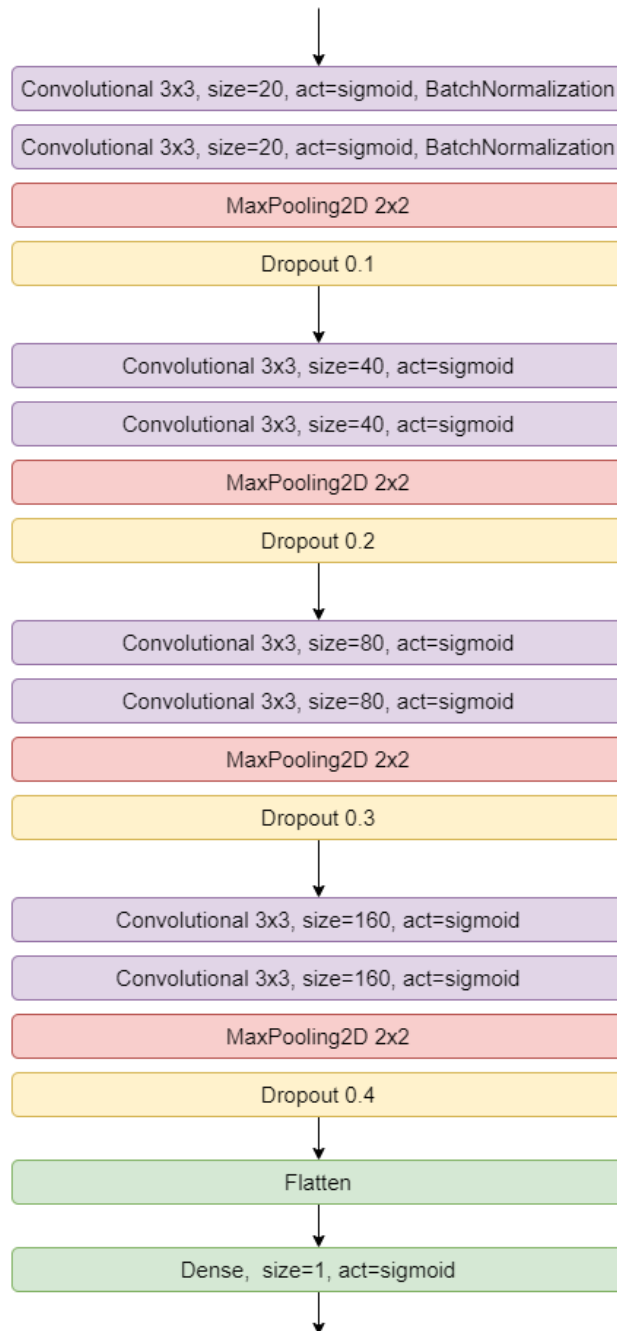 Convolutional 3x3, size=20, act=sigmoid, BatchNormalization
Convolutional 3x3, size=20, act=sigmoid, BatchNormalization
MaxPooling2D 2x2
Dropout 0.1
Convolutional 3x3, size=40, act=sigmoid
Convolutional 3x3, size=40, act=sigmoid
MaxPooling2D 2x2
Dropout 0.2
Convolutional 3x3, size=80, act=sigmoid
Convolutional 3x3, size=80, act=sigmoid
MaxPooling2D 2x2
Dropout 0.3
Convolutional 3x3, size=160, act=sigmoid
Convolutional 3x3, size=160, act=sigmoid
MaxPooling2D 2x2
Dropout 0.4
Flatten
Dense, size=1, act=sigmoid